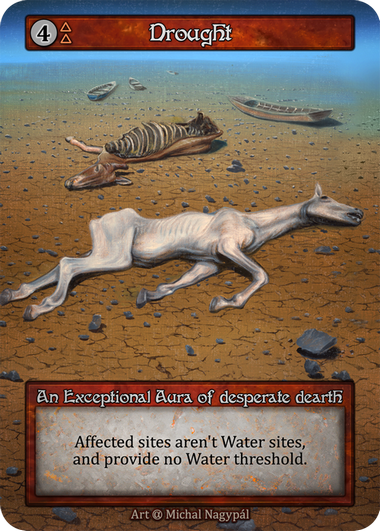 4
Drought
An Exceptional Aura of desperate dearth
Affected sites aren't Water sites,
and provide no Water threshold.
Art @ Michal Nagypál